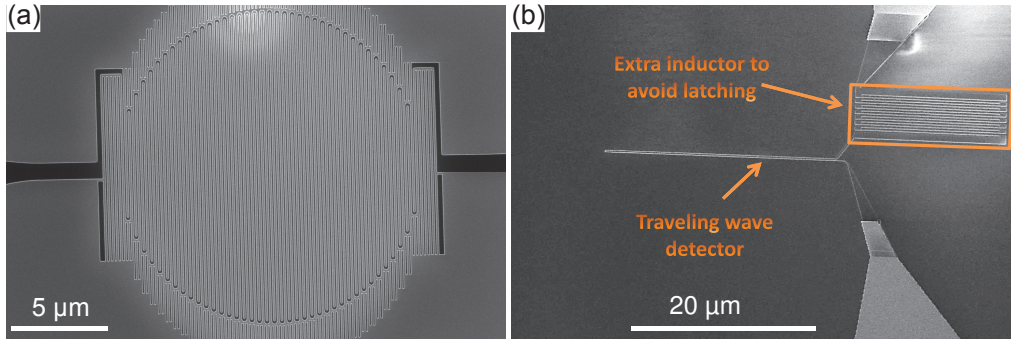 (a)
5 µm
(b)
Extra inductor to
avoid latching
Traveling wave
detector
20 µm